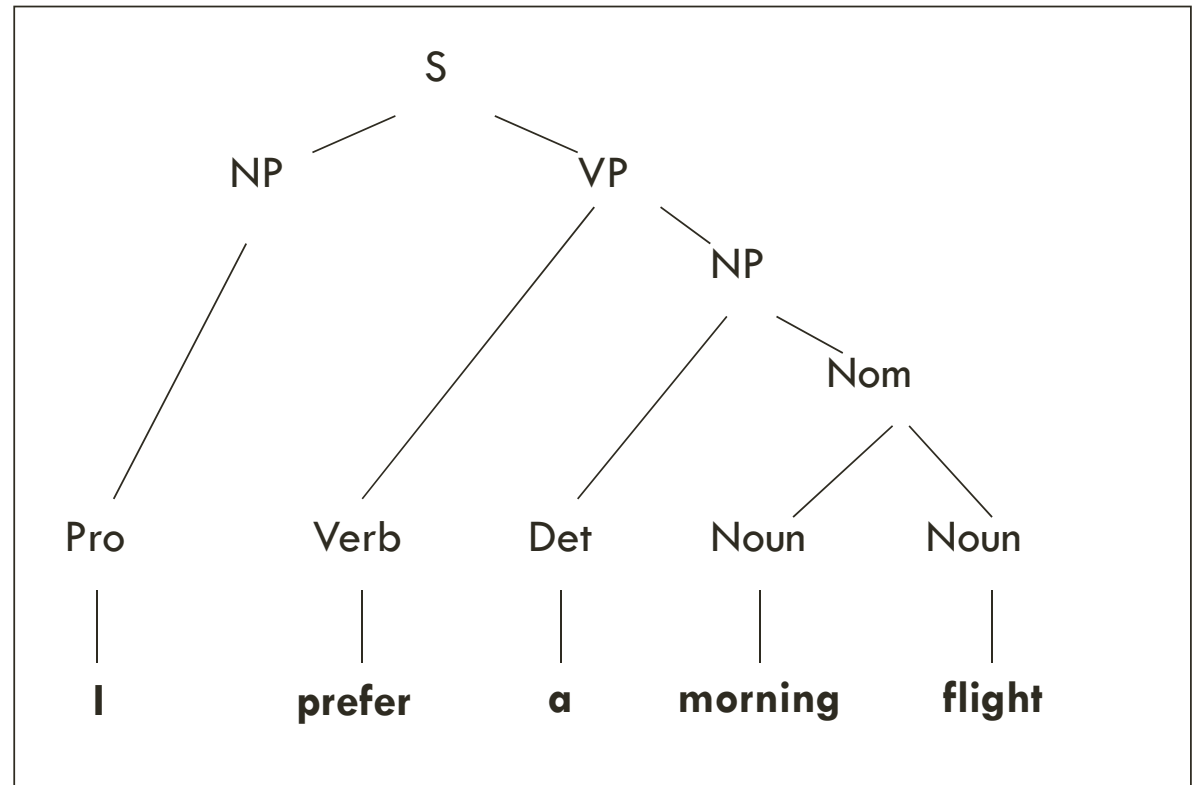 S
NP VP
NP
Nom
Pro Verb Det Noun Noun
I prefer a morning flight